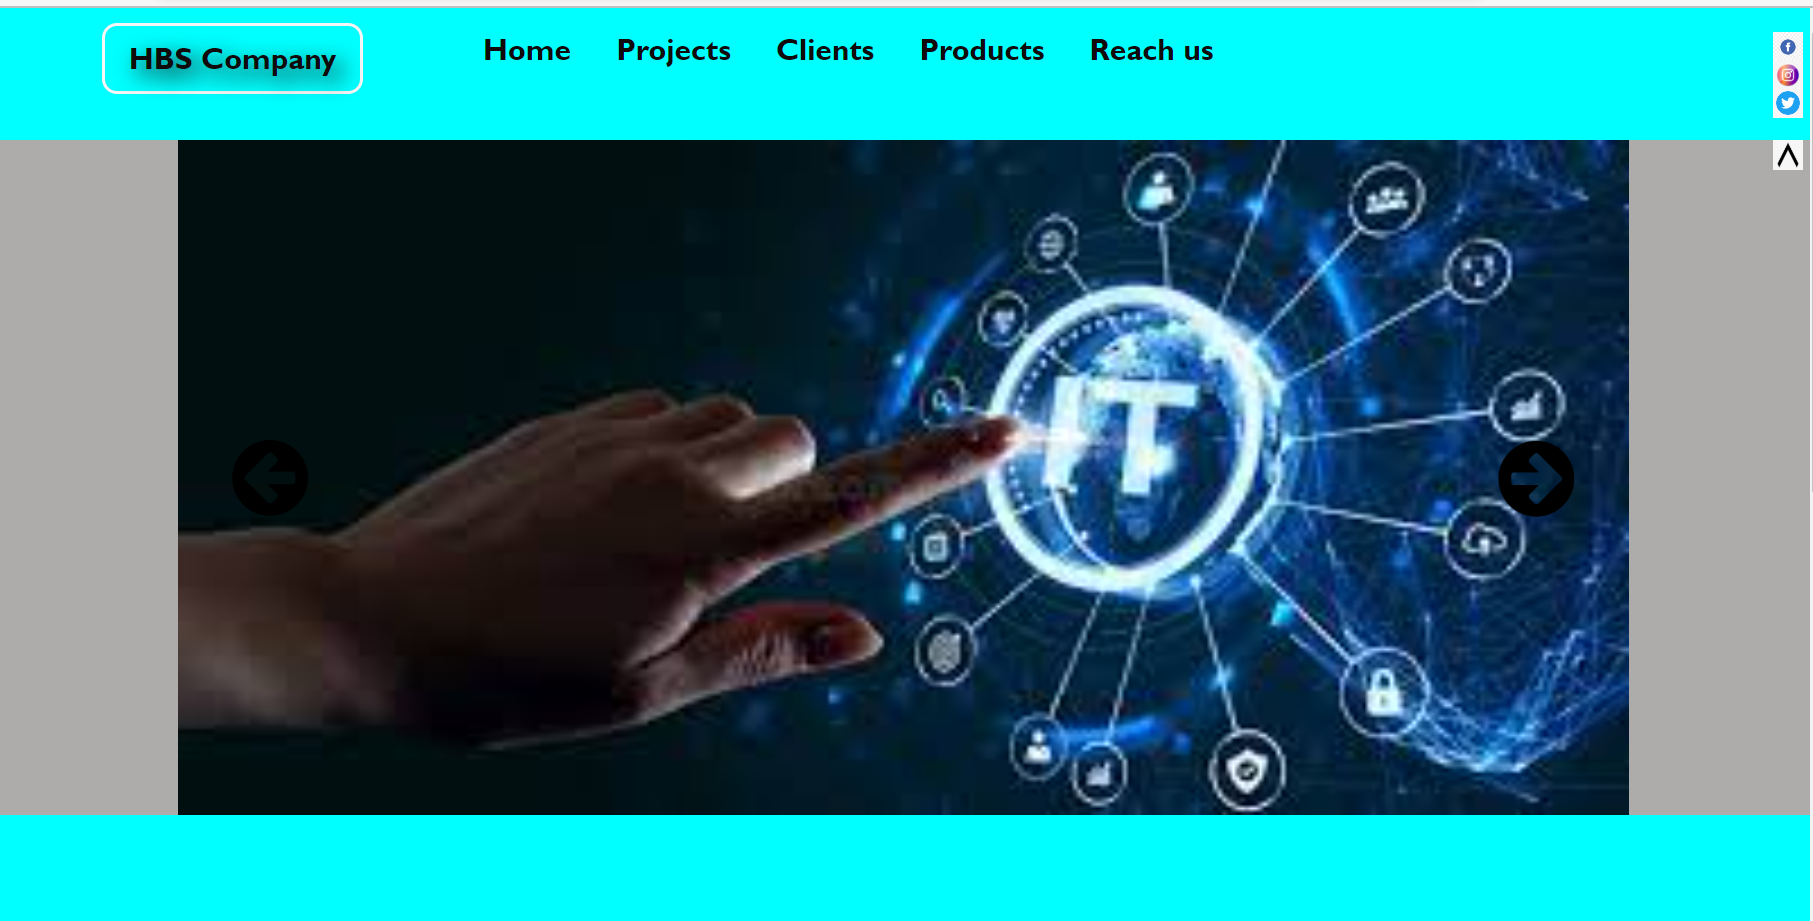 HBS Company
Home Projects Clients Products Reach us
IT